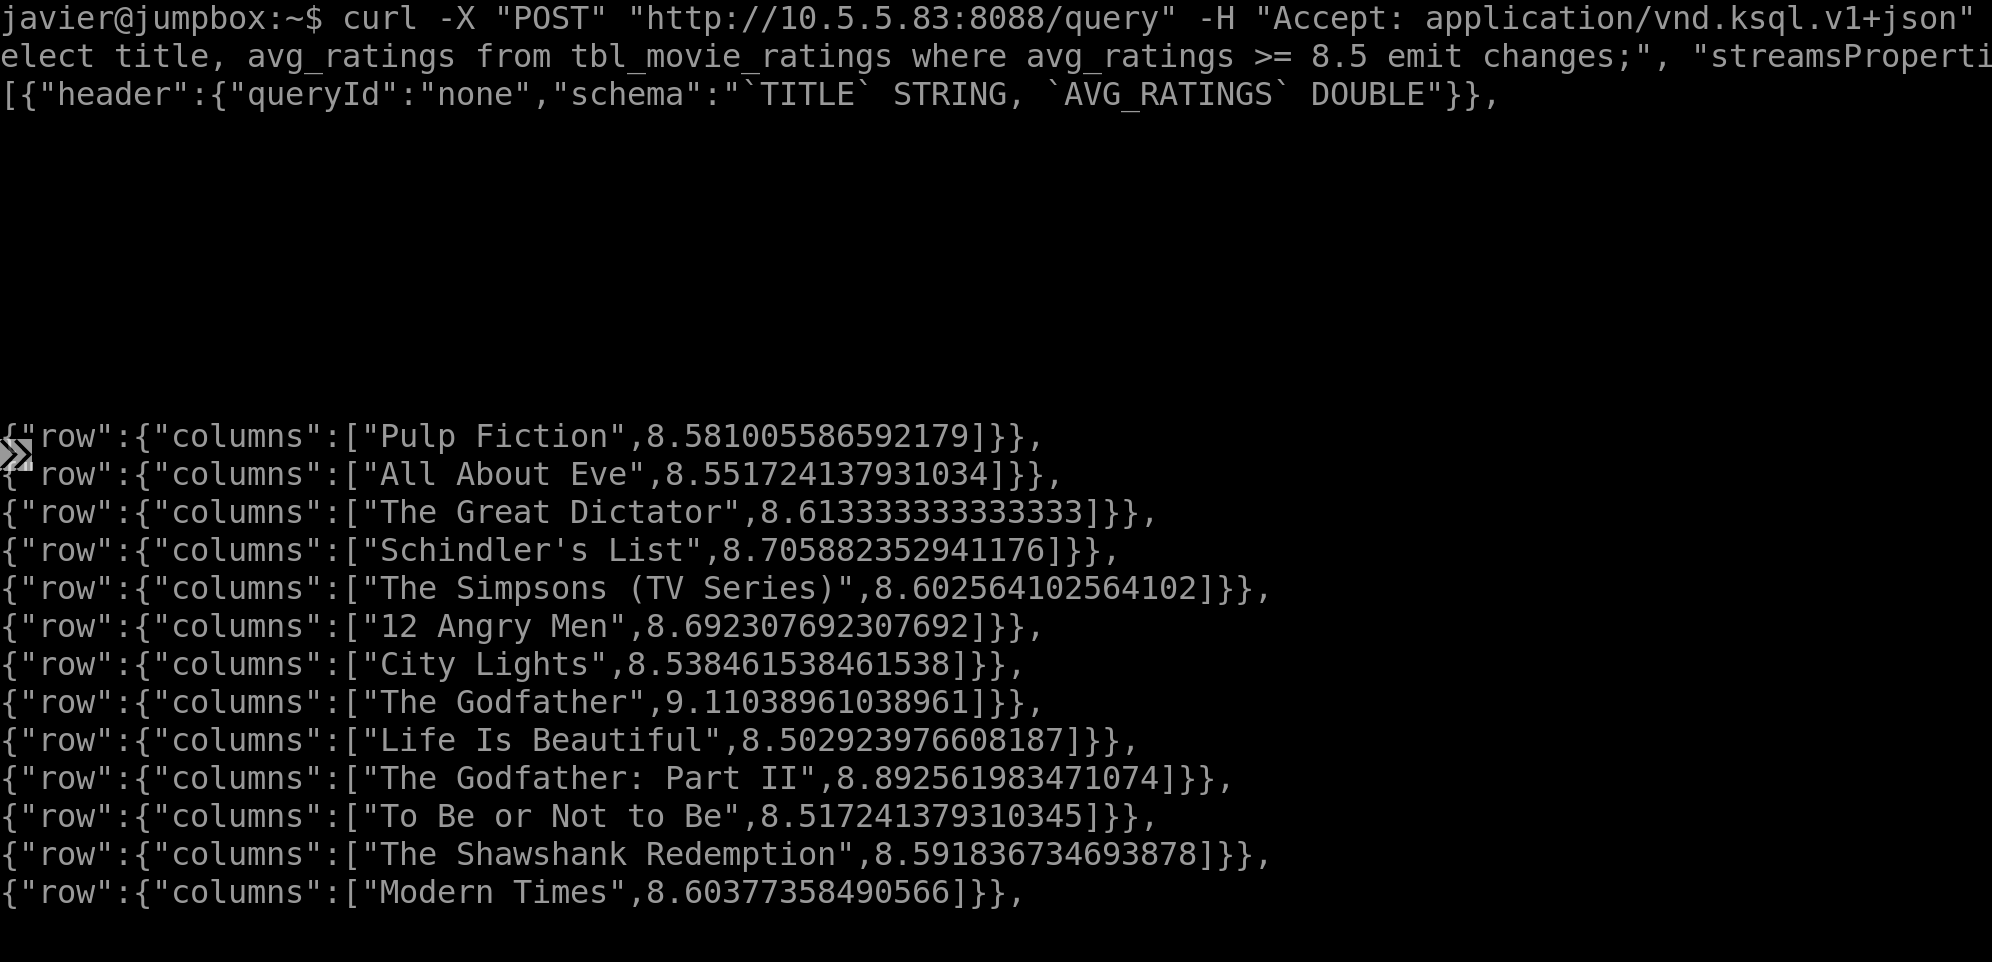 javier@jumpbox:~$ curl -X "POST" "http://10.5.5.83:8088/query" -H "Accept: application/vnd.ksql.v1+json"
elect title, avg_ratings from tbl_movie_ratings where avg_ratings >= 8.5 emit changes;", "streamsProperti
[{"header":{"queryId":"none","schema":"`TITLE` STRING, `AVG_RATINGS` DOUBLE"}},
{"row":{"columns":["Pulp Fiction",8.581005586592179]}},
{"row":{"columns":["All About Eve",8.551724137931034]}},
{"row":{"columns":["The Great Dictator",8.613333333333333]}},
{"row":{"columns":["Schindler's List",8.705882352941176]}},
{"row":{"columns":["The Simpsons (TV Series)",8.602564102564102]}},
{"row":{"columns":["12 Angry Men",8.692307692307692]}},
{"row":{"columns":["City Lights",8.538461538461538]}},
{"row":{"columns":["The Godfather",9.11038961038961]}},
{"row":{"columns":["Life Is Beautiful",8.502923976608187]}},
{"row":{"columns":["The Godfather: Part II",8.892561983471074]}},
{"row":{"columns":["To Be or Not to Be",8.517241379310345]}},
{"row":{"columns":["The Shawshank Redemption",8.591836734693878]}},
{"row":{"columns":["Modern Times",8.60377358490566]}},